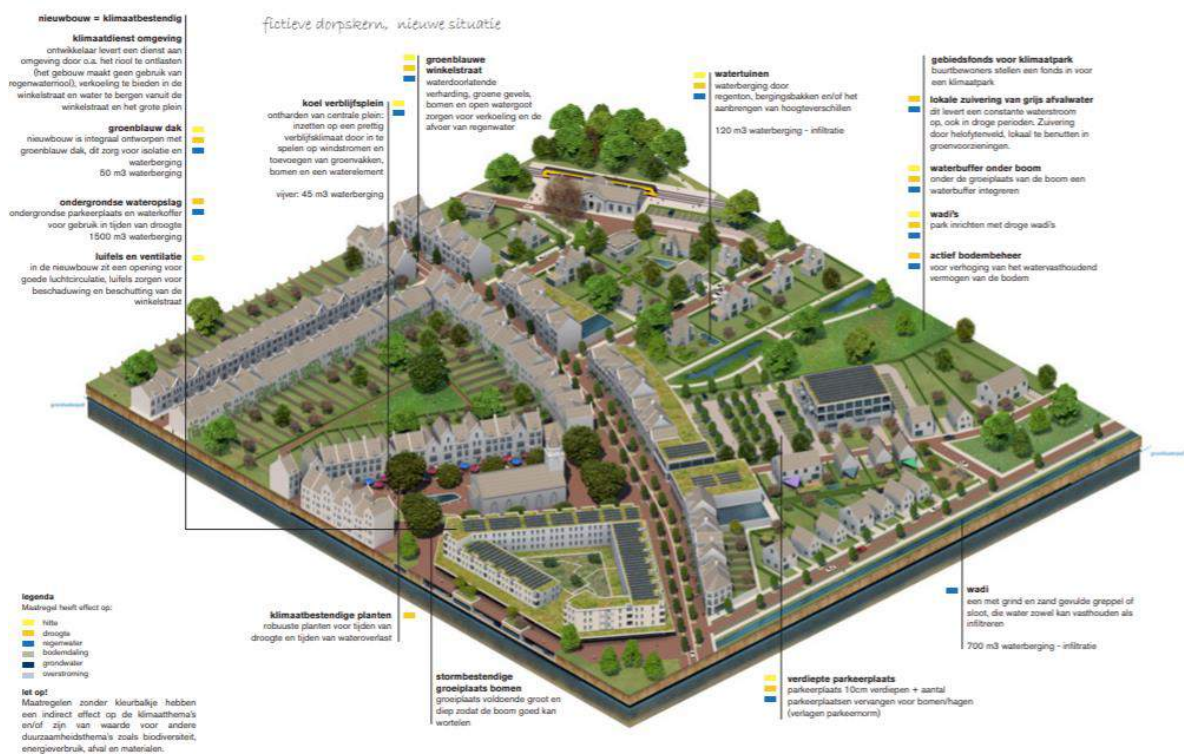 fictieve dorpskern, nieuwe situatie
nieuwbouw = klimaatbestendig
klimaatdienst omgeving
ontwikkelaar levert een dienst aan
omgeving door o.a. het riool te ontlasten
(het gebouw maakt geen gebruik van
regenwaterriool), verkoeling te bieden in de
winkelstraat en water te bergen vanuit de
winkelstraat en het grote plein
groenblauw dak
nieuwbouw is integraal ontworpen met
groenblauw dak, dit zorg voor isolatie en
waterberging
50 m3 waterberging
ondergrondse wateropslag
ondergrondse parkeerplaats en waterkoffer
voor gebruik in tijden van droogte
1500 m3 waterberging
luifels en ventilatie
in de nieuwbouw zit een opening voor
goede luchtcirculatie, luifels zorgen voor
beschaduwing en beschutting van de
winkelstraat
koel verblijfsplein
ontharden van centrale plein:
inzetten op een prettig
verblijfsklimaat door in te
spelen op windstromen en
toevoegen van groenvakken,
bomen en een waterelement
vijver: 45 m3 waterberging
groenblauwe
winkelstraat
waterdoorlatende
verharding, groene gevels,
bomen en open watergoot
zorgen voor verkoeling en de
afvoer van regenwater
watertuinen
waterberging door
regenton, bergingsbakken en/of het
aanbrengen van hoogteverschillen
120 m3 waterberging - infiltratie
gebiedsfonds voor klimaatpark
buurtbewoners stellen een fonds in voor
een klimaatpark
lokale zuivering van grijs afvalwater
dit levert een constante waterstroom
op, ook in droge perioden. Zuivering
door helofytenveld, lokaal te benutten in
groenvoorzieningen.
waterbuffer onder boom
onder de groeiplaats van de boom een
waterbuffer integreren
wadi's
park inrichten met droge wadi's
actief bodembeheer
voor verhoging van het watervasthoudend
vermogen van de bodem
klimaatbestendige planten
robuuste planten voor tijden van
droogte en tijden van wateroverlast
stormbestendige
groeiplaats bomen
groeiplaats voldoende groot en
diep zodat de boom goed kan
wortelen
verdiepte parkeerplaats
parkeerplaats 10cm verdiepen + aantal
parkeerplaatsen vervangen voor bomen/hagen
(verlagen parkeernorm)
wadi
een met grind en zand gevulde greppel of
sloot, die water zowel kan vasthouden als
infiltreren
700 m3 waterberging - infiltratie
legenda
Maatregel heeft effect op:
hitte
droogte
regenwater
bodemdaling
grondwater
overstroming
let op!
Maatregelen zonder kleurbalkje hebben
een indirect effect op de klimaatthema's
en/of zijn van waarde voor andere
duurzaamheidsthema's zoals biodiversiteit,
energieverbruik, afval en materialen.